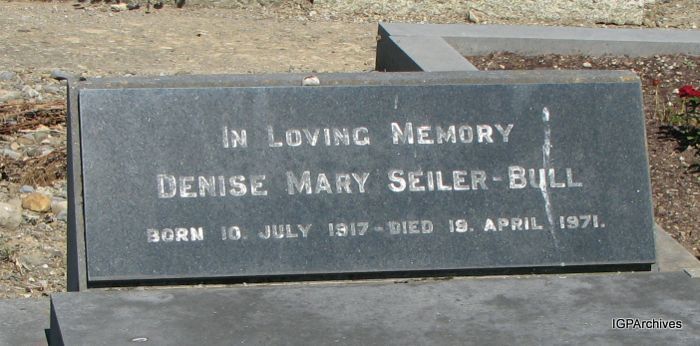 IN LOVING MEMORY
DENISE MARY SEILER-BULL
BORN 10. JULY 1917-DIED 19. APRIL 1971.
IGPArchives